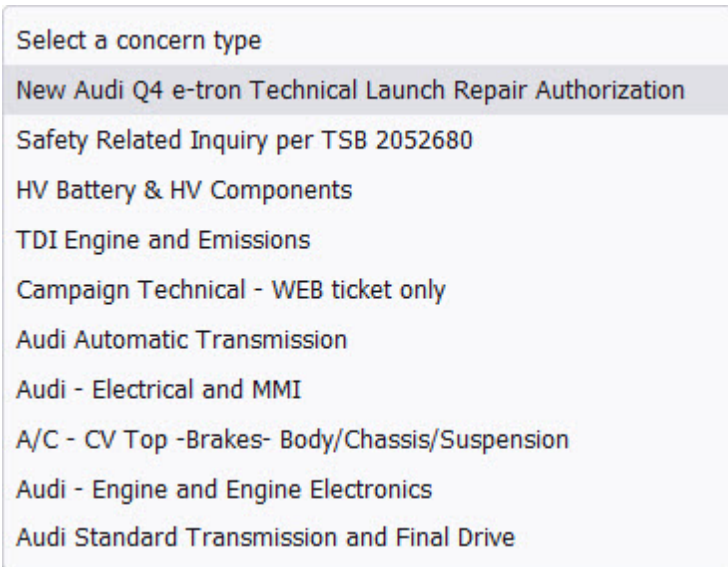 Select a concern type
New Audi Q4 e-tron Technical Launch Repair Authorization
Safety Related Inquiry per TSB 2052680
HV Battery & HV Components
TDI Engine and Emissions
Campaign Technical - WEB ticket only
Audi Automatic Transmission
Audi - Electrical and MMI
A/C - CV Top -Brakes- Body/Chassis/Suspension
Audi - Engine and Engine Electronics
Audi Standard Transmission and Final Drive